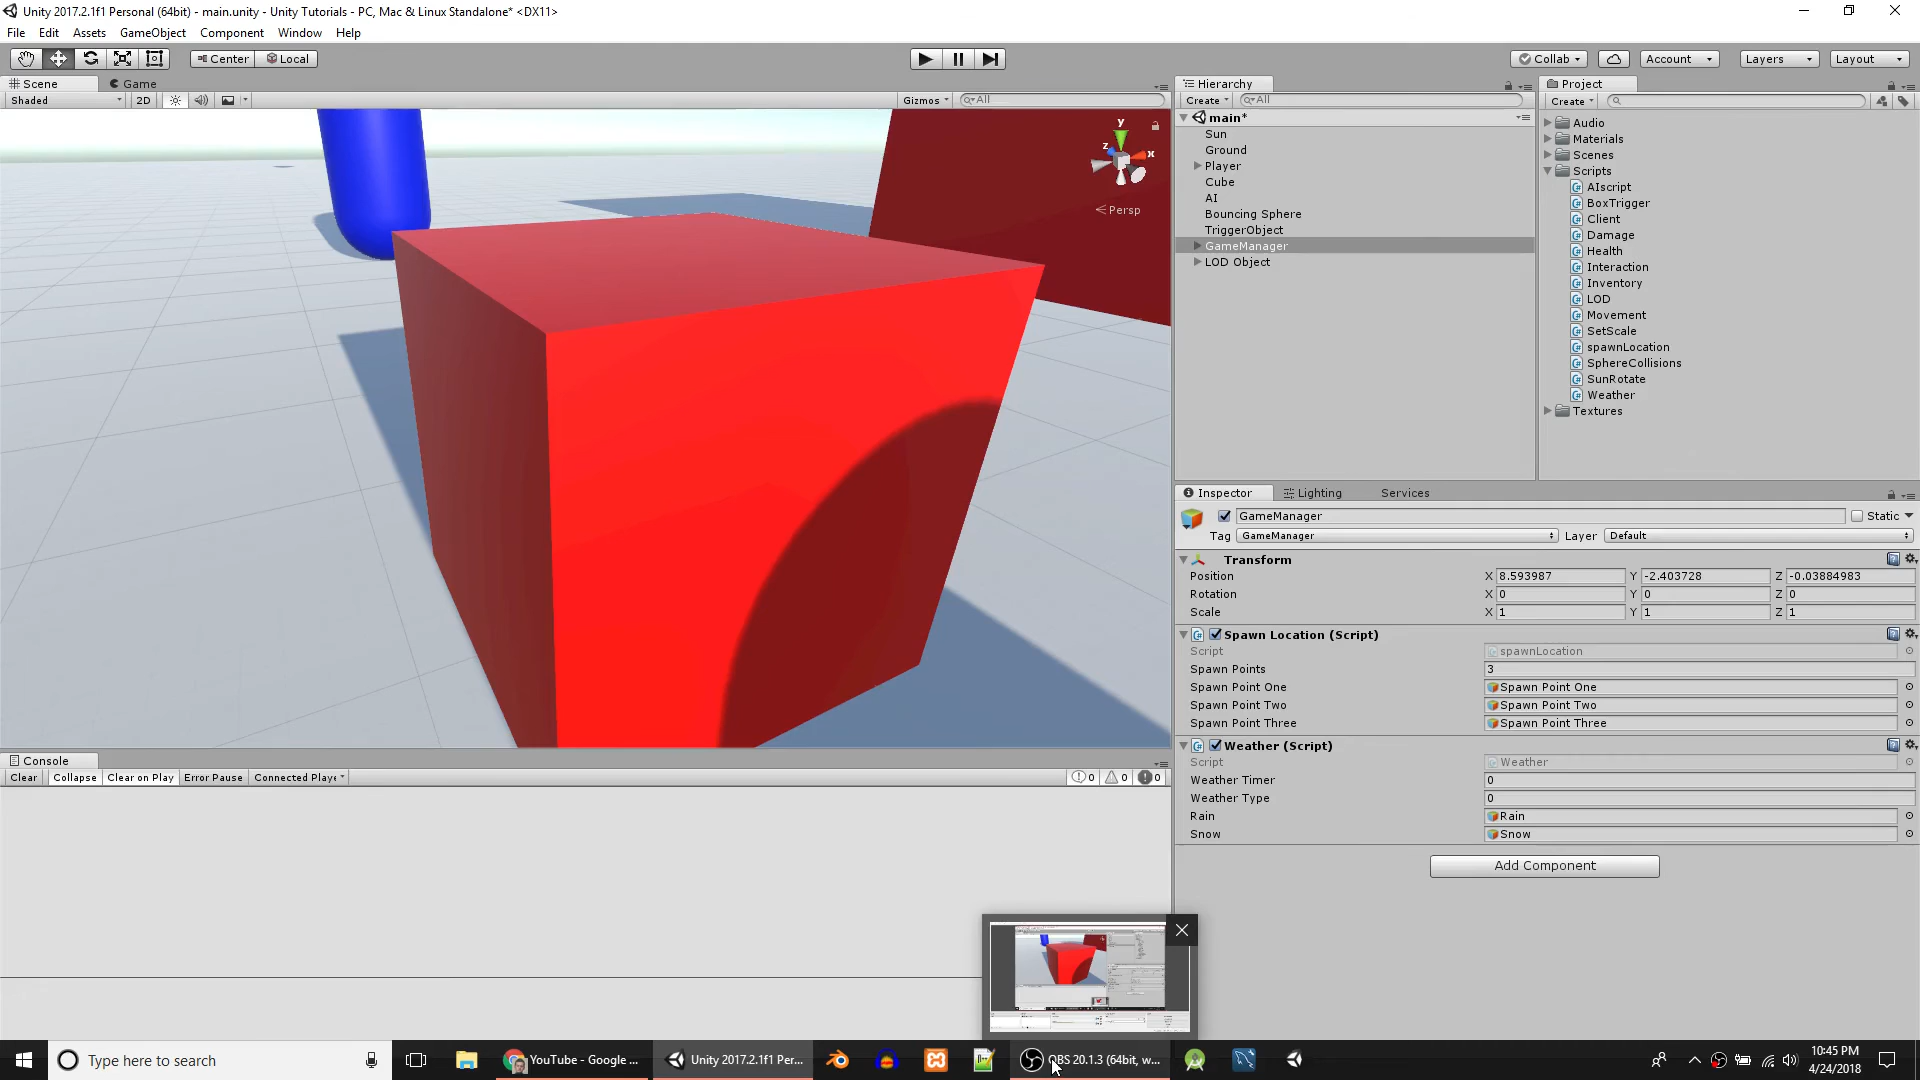 Unity 2017.2.1f1 Personal (64bit) - main.unity - Unity Tutorials - PC, Mac & Linux Standalone* <DX11>
File Edit Assets GameObject Component Window Help
Center Local
Collab Account Layers Layout
Scene Game
Shaded 2D Gizmos All
y
z x
Persp
Hierarchy
Create All
main*
Sun
Ground
Player
Cube
AI
Bouncing Sphere
TriggerObject
GameManager
LOD Object
Project
Create
Audio
Materials
Scenes
Scripts
AIscript
BoxTrigger
Client
Damage
Health
Interaction
Inventory
LOD
Movement
SetScale
spawnLocation
SphereCollisions
SunRotate
Weather
Textures
Inspector Lighting Services
GameManager Static
Tag GameManager Layer Default
Transform
Position X 8.593987 Y -2.403728 Z -0.03884983
Rotation X 0 Y 0 Z 0
Scale X 1 Y 1 Z 1
Spawn Location (Script)
Script spawnLocation
Spawn Points 3
Spawn Point One Spawn Point One
Spawn Point Two Spawn Point Two
Spawn Point Three Spawn Point Three
Weather (Script)
Script Weather
Weather Timer 0
Weather Type 0
Rain Rain
Snow Snow
Add Component
Console
Clear Collapse Clear on Play Error Pause Connected Playe 0 0 0
Type here to search
YouTube - Google ...
Unity 2017.2.1f1 Per...
OBS 20.1.3 (64bit, w...
10:45 PM
4/24/2018